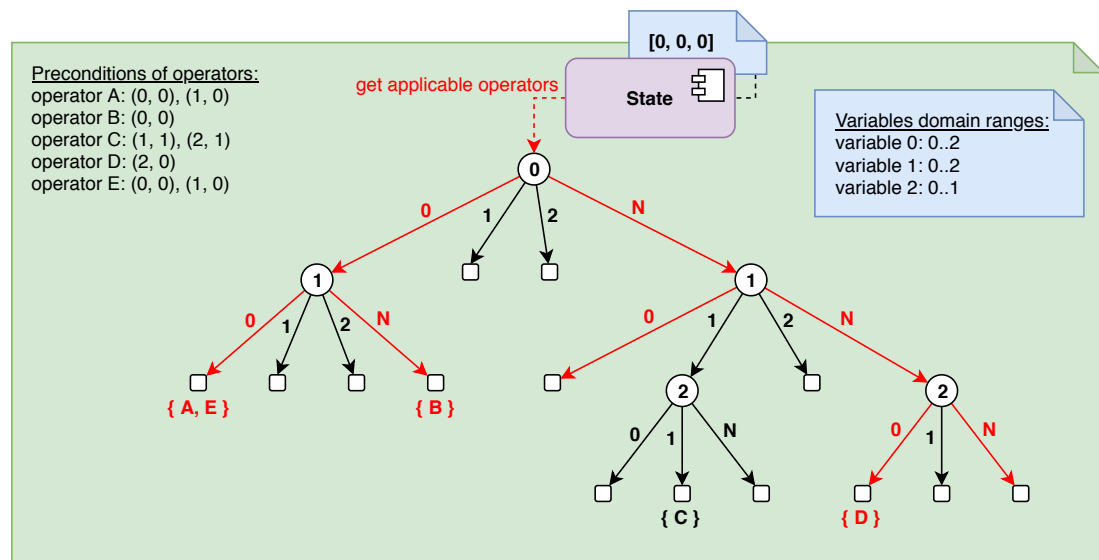 [0, 0, 0]
Preconditions of operators:
operator A: (0, 0), (1, 0)
operator B: (0, 0)
operator C: (1, 1), (2, 1)
operator D: (2, 0)
operator E: (0, 0), (1, 0)
get applicable operators
State
Variables domain ranges:
variable 0: 0..2
variable 1: 0..2
variable 2: 0..1
0
0 1 2 N
1 1
0 1 2 N 0 1 2 N
2 2
{ A, E } { B }
0 1 N 0 1 N
{ C } { D }